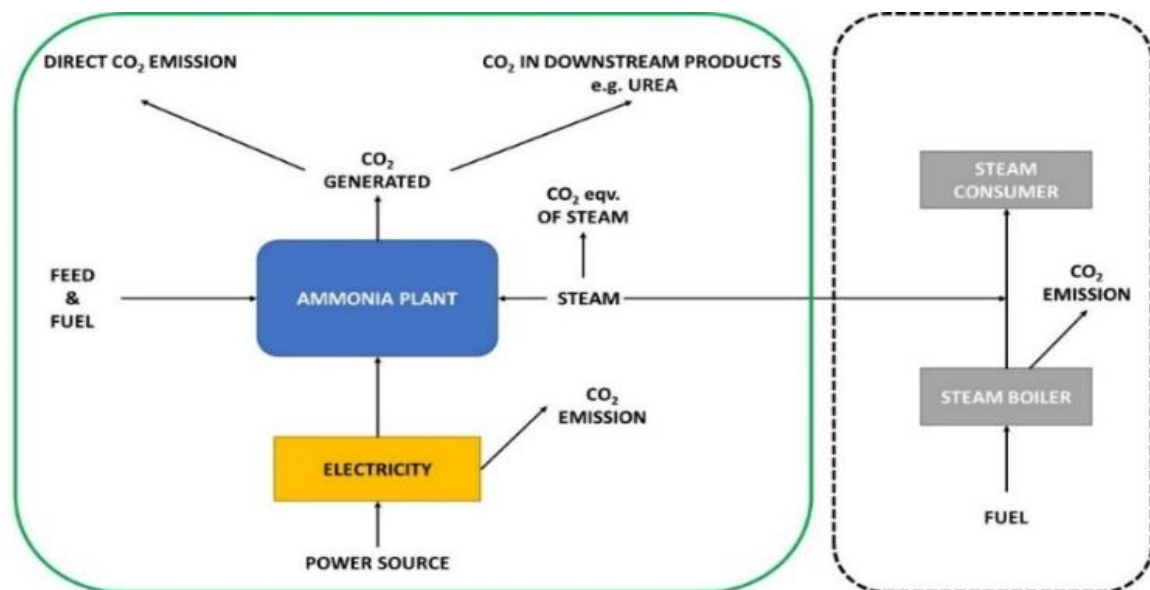 DIRECT CO₂ EMISSION
CO₂ IN DOWNSTREAM PRODUCTS
e.g. UREA
CO₂
GENERATED
CO₂ eqv.
OF STEAM
FEED
&
FUEL
AMMONIA PLANT
STEAM
CO₂
EMISSION
ELECTRICITY
POWER SOURCE
STEAM
CONSUMER
CO₂
EMISSION
STEAM BOILER
FUEL